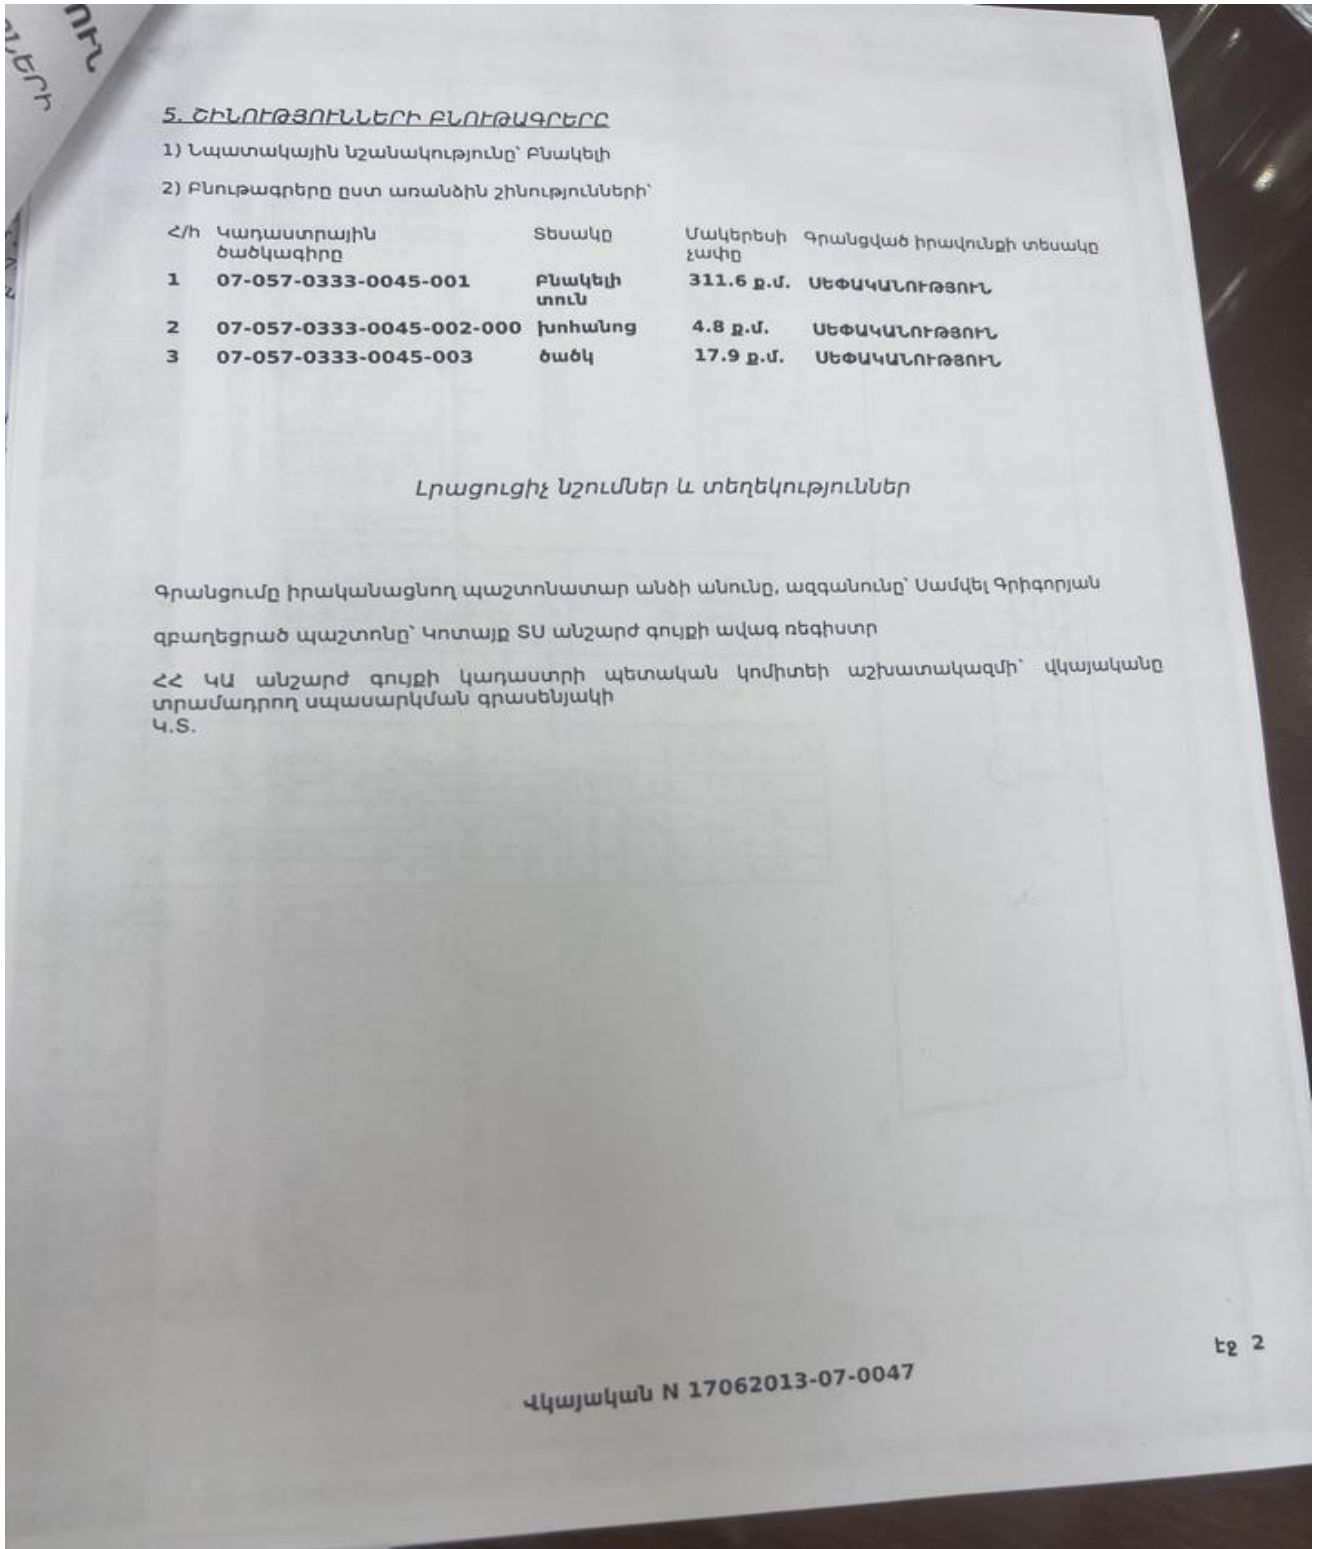 ՈՒՆ
ՆԵՐԻ
5. ՇԻՆՈՒԹՅՈՒՆՆԵՐԻ ԲՆՈՒԹԱԳՐԵՐԸ
1) Նպատակային նշանակությունը՝ Բնակելի
2) Բնութագրերը ըստ առանձին շինությունների՝
Հ/հ Կադաստրային ծածկագիրը Տեսակը Մակերեսի չափը Գրանցված իրավունքի տեսակը
1 07-057-0333-0045-001 Բնակելի տուն 311.6 ք.մ. ՍԵՓԱԿԱՆՈՒԹՅՈՒՆ
2 07-057-0333-0045-002-000 խոհանոց 4.8 ք.մ. ՍԵՓԱԿԱՆՈՒԹՅՈՒՆ
3 07-057-0333-0045-003 ծածկ 17.9 ք.մ. ՍԵՓԱԿԱՆՈՒԹՅՈՒՆ
Լրացուցիչ նշումներ և տեղեկություններ
Գրանցումը իրականացնող պաշտոնատար անձի անունը, ազգանունը՝ Սամվել Գրիգորյան
զբաղեցրած պաշտոնը՝ Կոտայք ՏՍ անշարժ գույքի ավագ ռեգիստր
ՀՀ ԿԱ անշարժ գույքի կադաստրի պետական կոմիտեի աշխատակազմի՝ վկայականը
տրամադրող սպասարկման գրասենյակի
Կ.Տ.
էջ 2
Վկայական N 17062013-07-0047